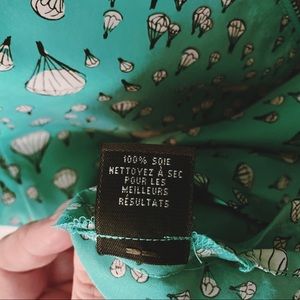 100% SOIE
NETTOYEZ À SEC
POUR LES
MEILLEURS
RÉSULTATS